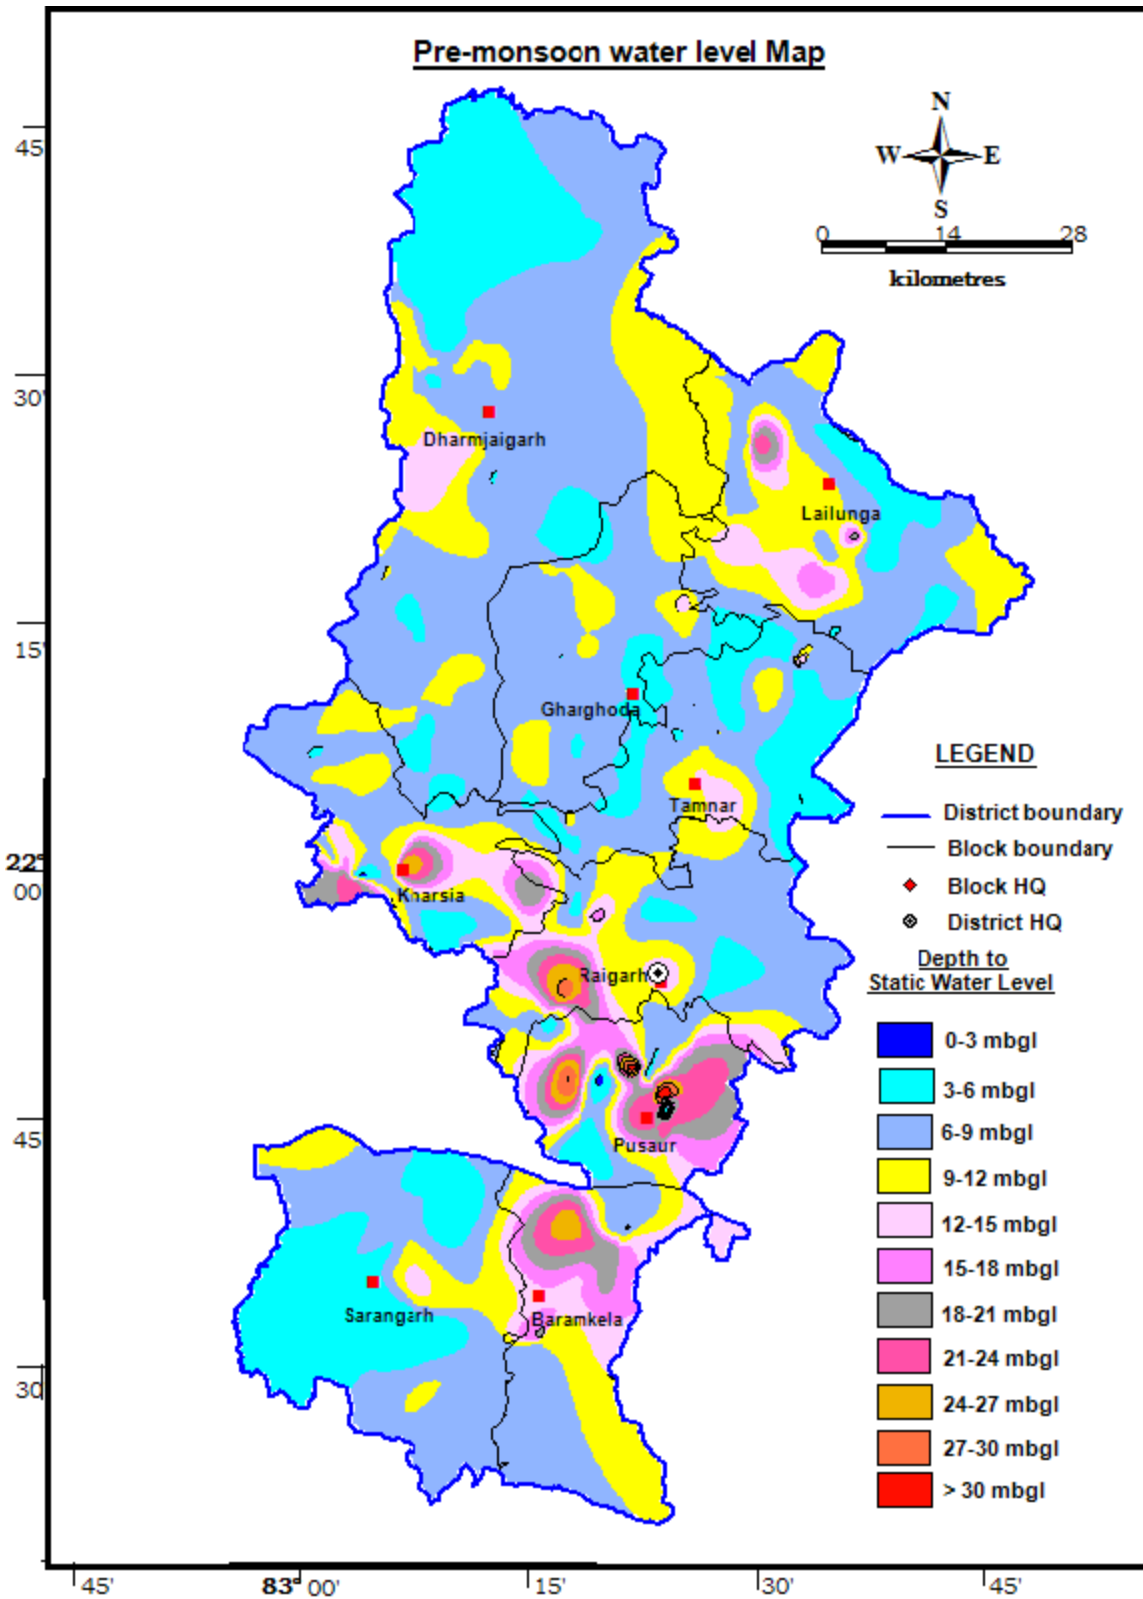 Pre-monsoon water level Map
N
W E
S
0 14 28
kilometres
45
30'
15'
22°
00'
45'
30'
Dharmjaigarh
Lailunga
Gharghoda
Tamnar
Kharsia
Raigarh
Pusaur
Sarangarh
Baramkela
LEGEND
District boundary
Block boundary
Block HQ
District HQ
Depth to
Static Water Level
0-3 mbgl
3-6 mbgl
6-9 mbgl
9-12 mbgl
12-15 mbgl
15-18 mbgl
18-21 mbgl
21-24 mbgl
24-27 mbgl
27-30 mbgl
> 30 mbgl
45' 83° 00' 15' 30' 45'